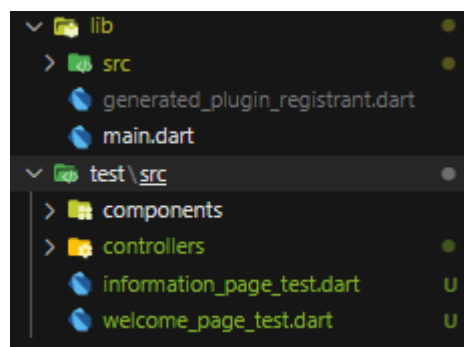 lib
src
generated_plugin_registrant.dart
main.dart
test\src
components
controllers
information_page_test.dart U
welcome_page_test.dart U